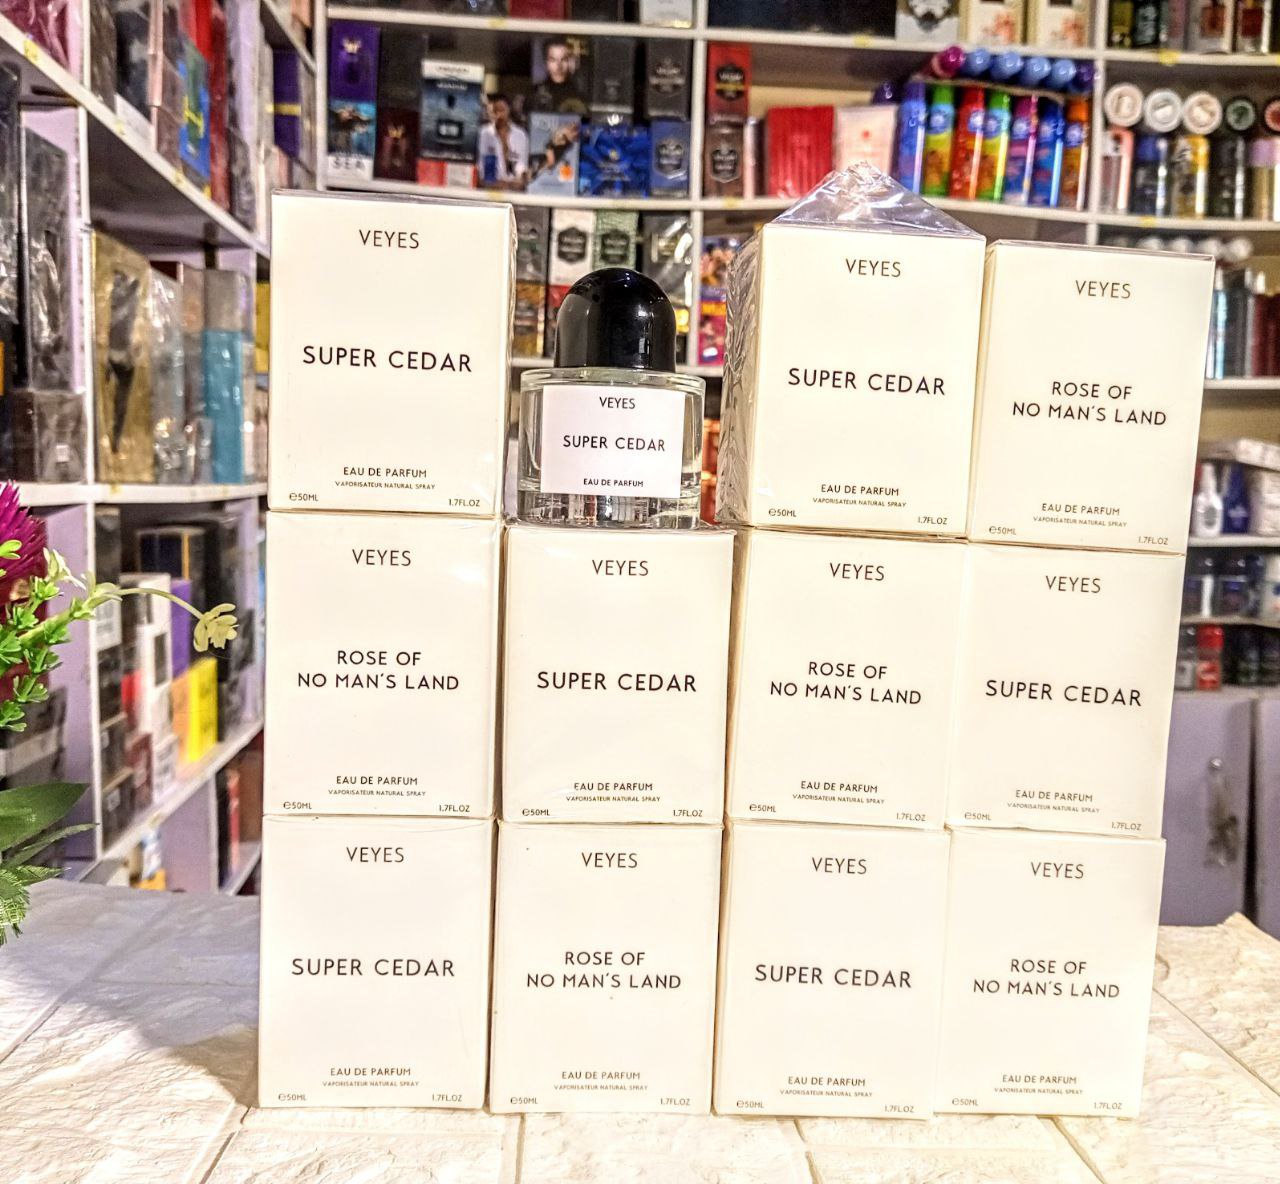 VEYES
SUPER CEDAR
EAU DE PARFUM
VAPORISATEUR NATURAL SPRAY
℮50ML 1.7FL.OZ
VEYES
SUPER CEDAR
EAU DE PARFUM
VEYES
SUPER CEDAR
EAU DE PARFUM
VAPORISATEUR NATURAL SPRAY
℮50ML 1.7FL.OZ
VEYES
ROSE OF
NO MAN'S LAND
EAU DE PARFUM
VAPORISATEUR NATURAL SPRAY
℮50ML 1.7FL.OZ
VEYES
ROSE OF
NO MAN'S LAND
EAU DE PARFUM
VAPORISATEUR NATURAL SPRAY
℮50ML 1.7FL.OZ
VEYES
SUPER CEDAR
EAU DE PARFUM
VAPORISATEUR NATURAL SPRAY
℮50ML 1.7FL.OZ
VEYES
ROSE OF
NO MAN'S LAND
EAU DE PARFUM
VAPORISATEUR NATURAL SPRAY
℮50ML 1.7FL.OZ
VEYES
SUPER CEDAR
EAU DE PARFUM
VAPORISATEUR NATURAL SPRAY
℮50ML 1.7FL.OZ
VEYES
SUPER CEDAR
EAU DE PARFUM
VAPORISATEUR NATURAL SPRAY
℮50ML 1.7FL.OZ
VEYES
ROSE OF
NO MAN'S LAND
EAU DE PARFUM
VAPORISATEUR NATURAL SPRAY
℮50ML 1.7FL.OZ
VEYES
SUPER CEDAR
EAU DE PARFUM
VAPORISATEUR NATURAL SPRAY
℮50ML 1.7FL.OZ
VEYES
ROSE OF
NO MAN'S LAND
EAU DE PARFUM
VAPORISATEUR NATURAL SPRAY
℮50ML 1.7FL.OZ
SEA